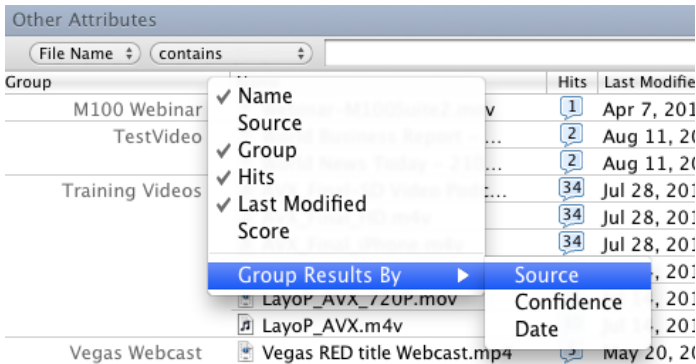 Other Attributes
File Name contains
Group Hits Last Modifie
M100 Webinar v 1 Apr 7, 201
TestVideo ... 2 Aug 11, 20
... 2 Aug 11, 20
Training Videos ... 34 Jul 28, 201
34 Jul 28, 201
34 Jul 28, 201
✓ Name
Source
✓ Group
✓ Hits
✓ Last Modified
Score
Group Results By ▶
Source
Confidence
Date
, 201
LayoP_AVX_720P.mov , 201
LayoP_AVX.m4v , 201
Vegas Webcast Vegas RED title Webcast.mp4 May 20, 20